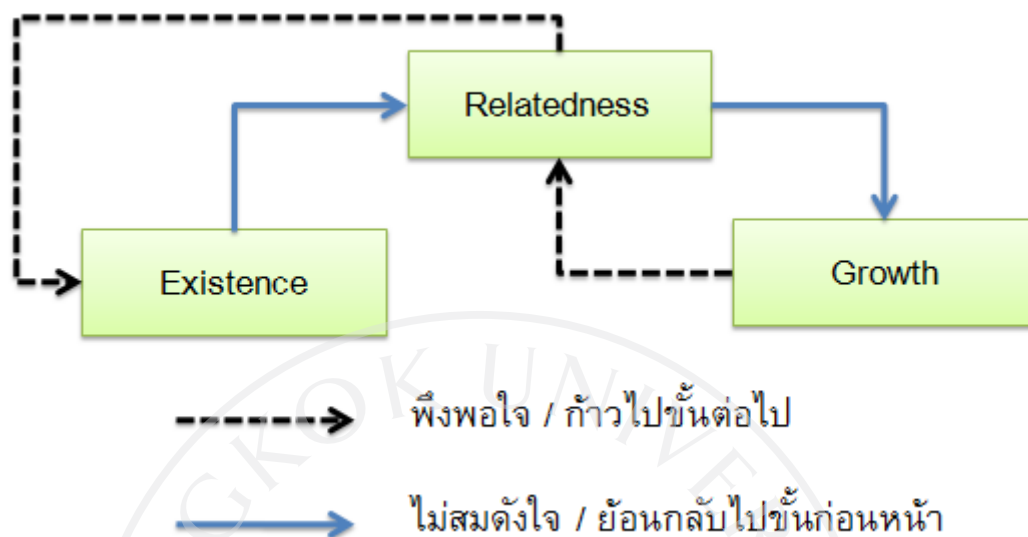 Relatedness
Existence
Growth
พึงพอใจ / ก้าวไปขั้นต่อไป
ไม่สมดังใจ / ย้อนกลับไปขั้นก่อนหน้า
GKOK UNIVE